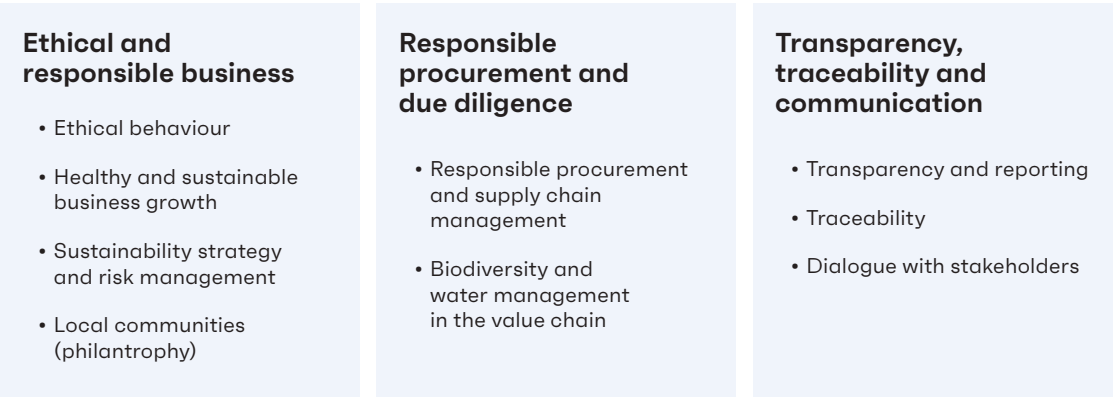 Ethical and
responsible business
• Ethical behaviour
• Healthy and sustainable
business growth
• Sustainability strategy
and risk management
• Local communities
(philantrophy)
Responsible
procurement and
due diligence
• Responsible procurement
and supply chain
management
• Biodiversity and
water management
in the value chain
Transparency,
traceability and
communication
• Transparency and reporting
• Traceability
• Dialogue with stakeholders